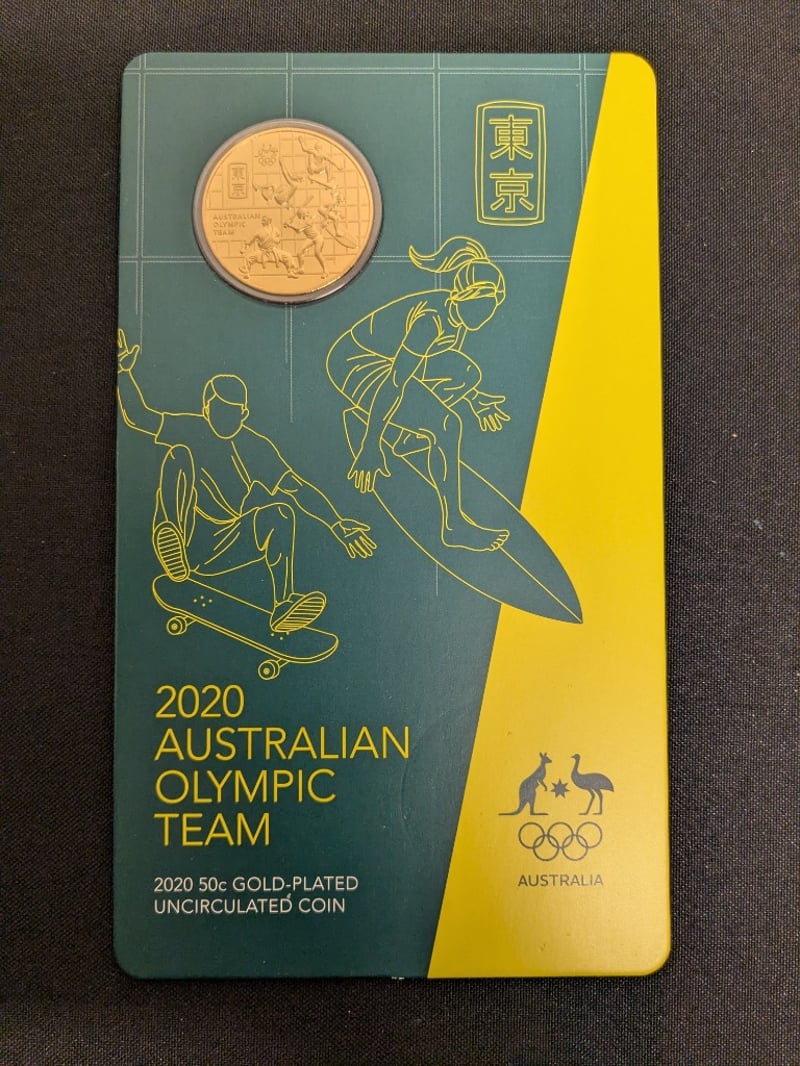 東京
東京
AUSTRALIAN
OLYMPIC
TEAM
2020
AUSTRALIAN
OLYMPIC
TEAM
2020 50c GOLD-PLATED
UNCIRCULATED COIN
AUSTRALIA